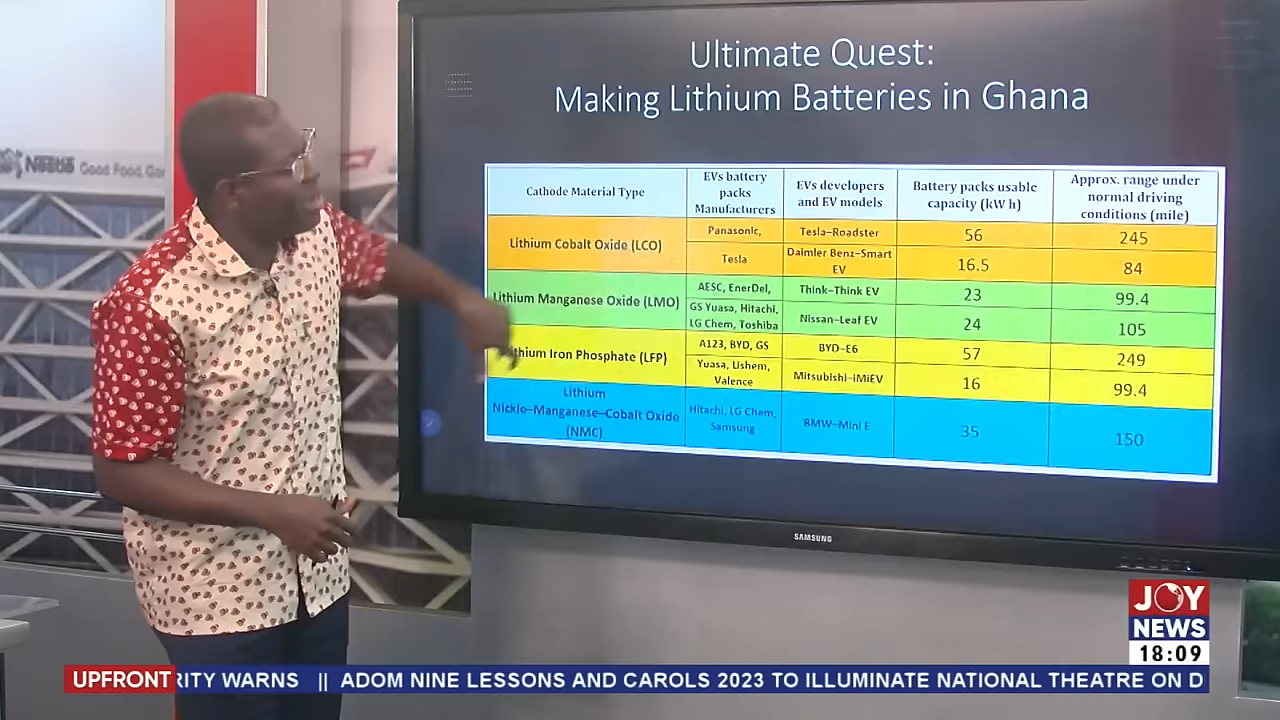 Ultimate Quest:
Making Lithium Batteries in Ghana
Nestlé Good Food, Goo
Cathode Material Type
EVs battery
packs
Manufacturers
EVs developers
and EV models
Battery packs usable
capacity (kW h)
Approx. range under
normal driving
conditions (mile)
Lithium Cobalt Oxide (LCO)
Panasonic,
Tesla–Roadster
56
245
Tesla
Daimler Benz–Smart
EV
16.5
84
Lithium Manganese Oxide (LMO)
AESC, EnerDel,
Think–Think EV
23
99.4
GS Yuasa, Hitachi,
LG Chem, Toshiba
Nissan–Leaf EV
24
105
thium Iron Phosphate (LFP)
A123, BYD, GS
BYD–E6
57
249
Yuasa, Lishem,
Valence
Mitsubishi–iMiEV
16
99.4
Lithium
Nickle–Manganese–Cobalt Oxide
(NMC)
Hitachi, LG Chem,
Samsung
BMW–Mini E
35
150
SAMSUNG
JOY
NEWS
18:09
UPFRONT
RITY WARNS || ADOM NINE LESSONS AND CAROLS 2023 TO ILLUMINATE NATIONAL THEATRE ON D